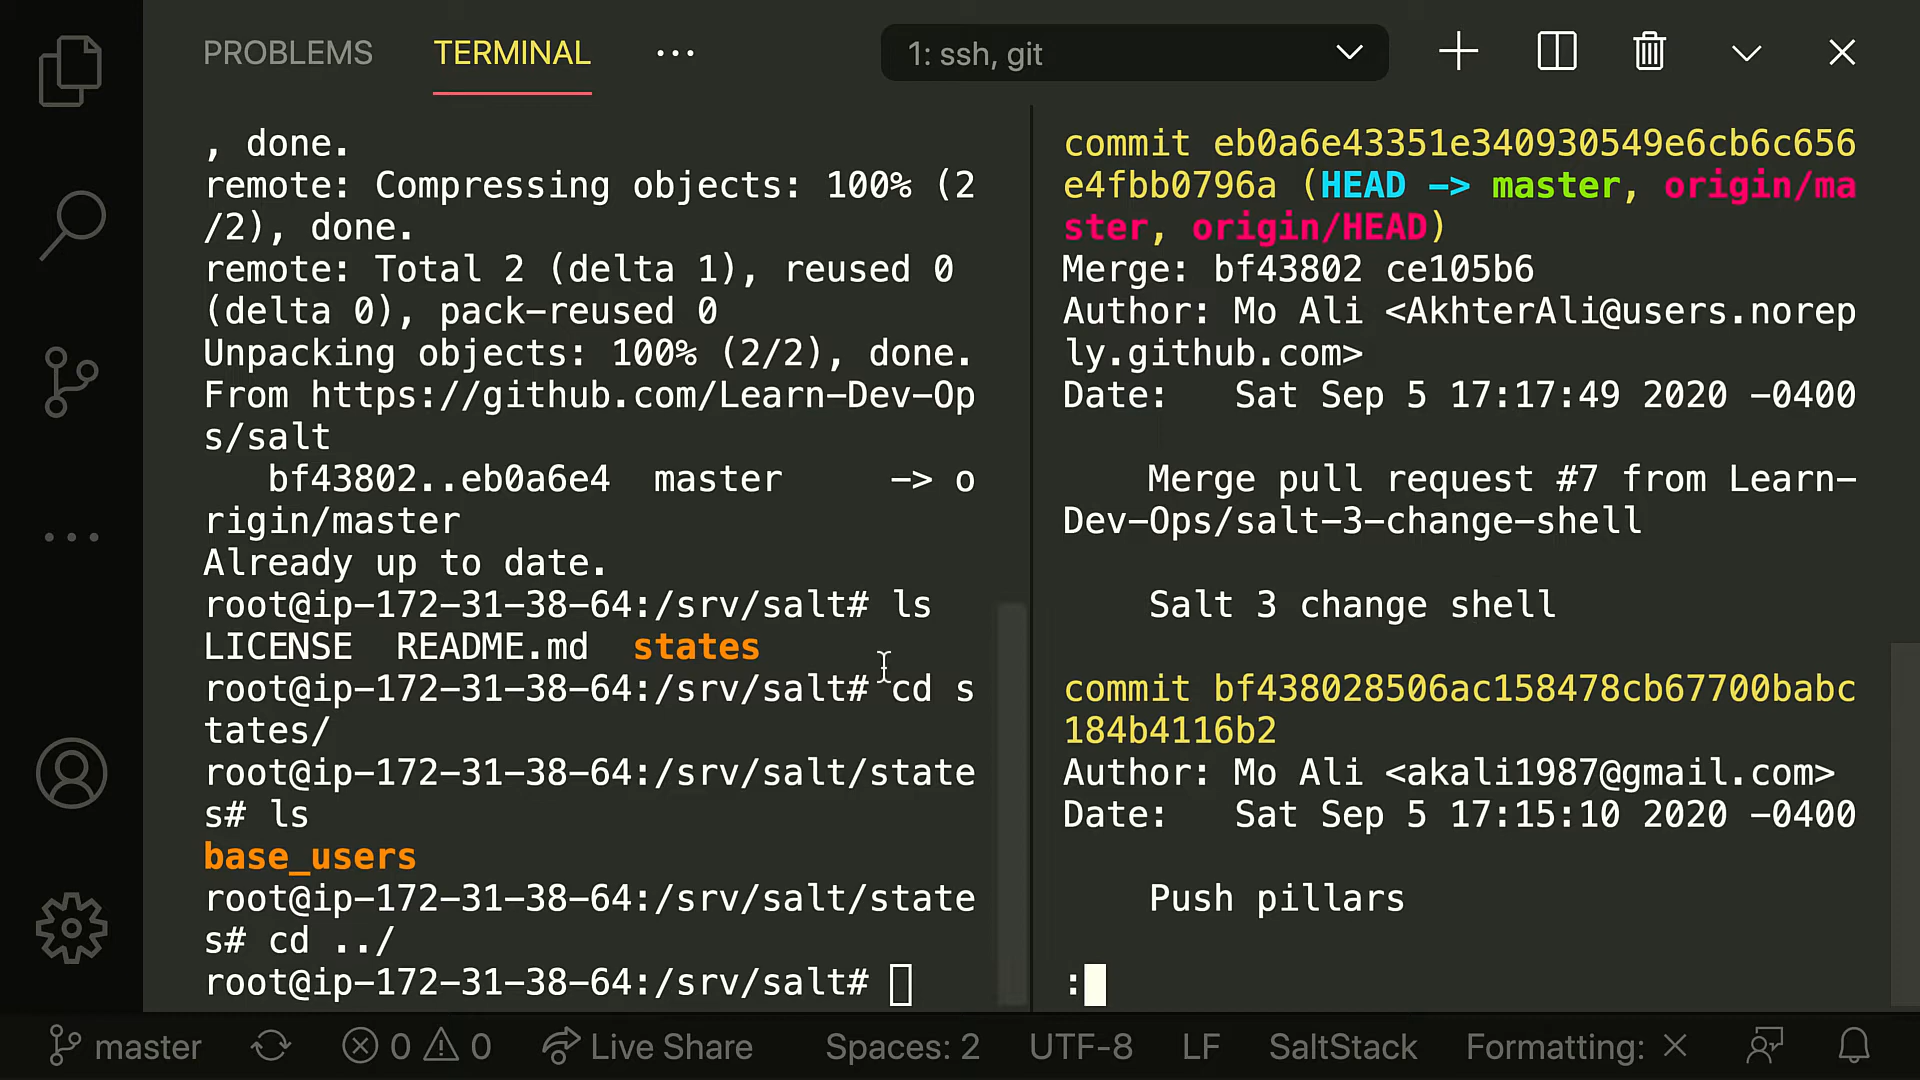 PROBLEMS TERMINAL ... 1: ssh, git
, done.
remote: Compressing objects: 100% (2
/2), done.
remote: Total 2 (delta 1), reused 0
(delta 0), pack-reused 0
Unpacking objects: 100% (2/2), done.
From https://github.com/Learn-Dev-Op
s/salt
bf43802..eb0a6e4 master -> o
rigin/master
Already up to date.
root@ip-172-31-38-64:/srv/salt# ls
LICENSE README.md states
root@ip-172-31-38-64:/srv/salt# cd s
tates/
root@ip-172-31-38-64:/srv/salt/state
s# ls
base_users
root@ip-172-31-38-64:/srv/salt/state
s# cd ../
root@ip-172-31-38-64:/srv/salt#
commit eb0a6e43351e340930549e6cb6c656
e4fbb0796a (HEAD -> master, origin/ma
ster, origin/HEAD)
Merge: bf43802 ce105b6
Author: Mo Ali <AkhterAli@users.norep
ly.github.com>
Date: Sat Sep 5 17:17:49 2020 -0400
Merge pull request #7 from Learn-
Dev-Ops/salt-3-change-shell
Salt 3 change shell
commit bf438028506ac158478cb67700babc
184b4116b2
Author: Mo Ali <akali1987@gmail.com>
Date: Sat Sep 5 17:15:10 2020 -0400
Push pillars
:
master 0 0 Live Share Spaces: 2 UTF-8 LF SaltStack Formatting: ×